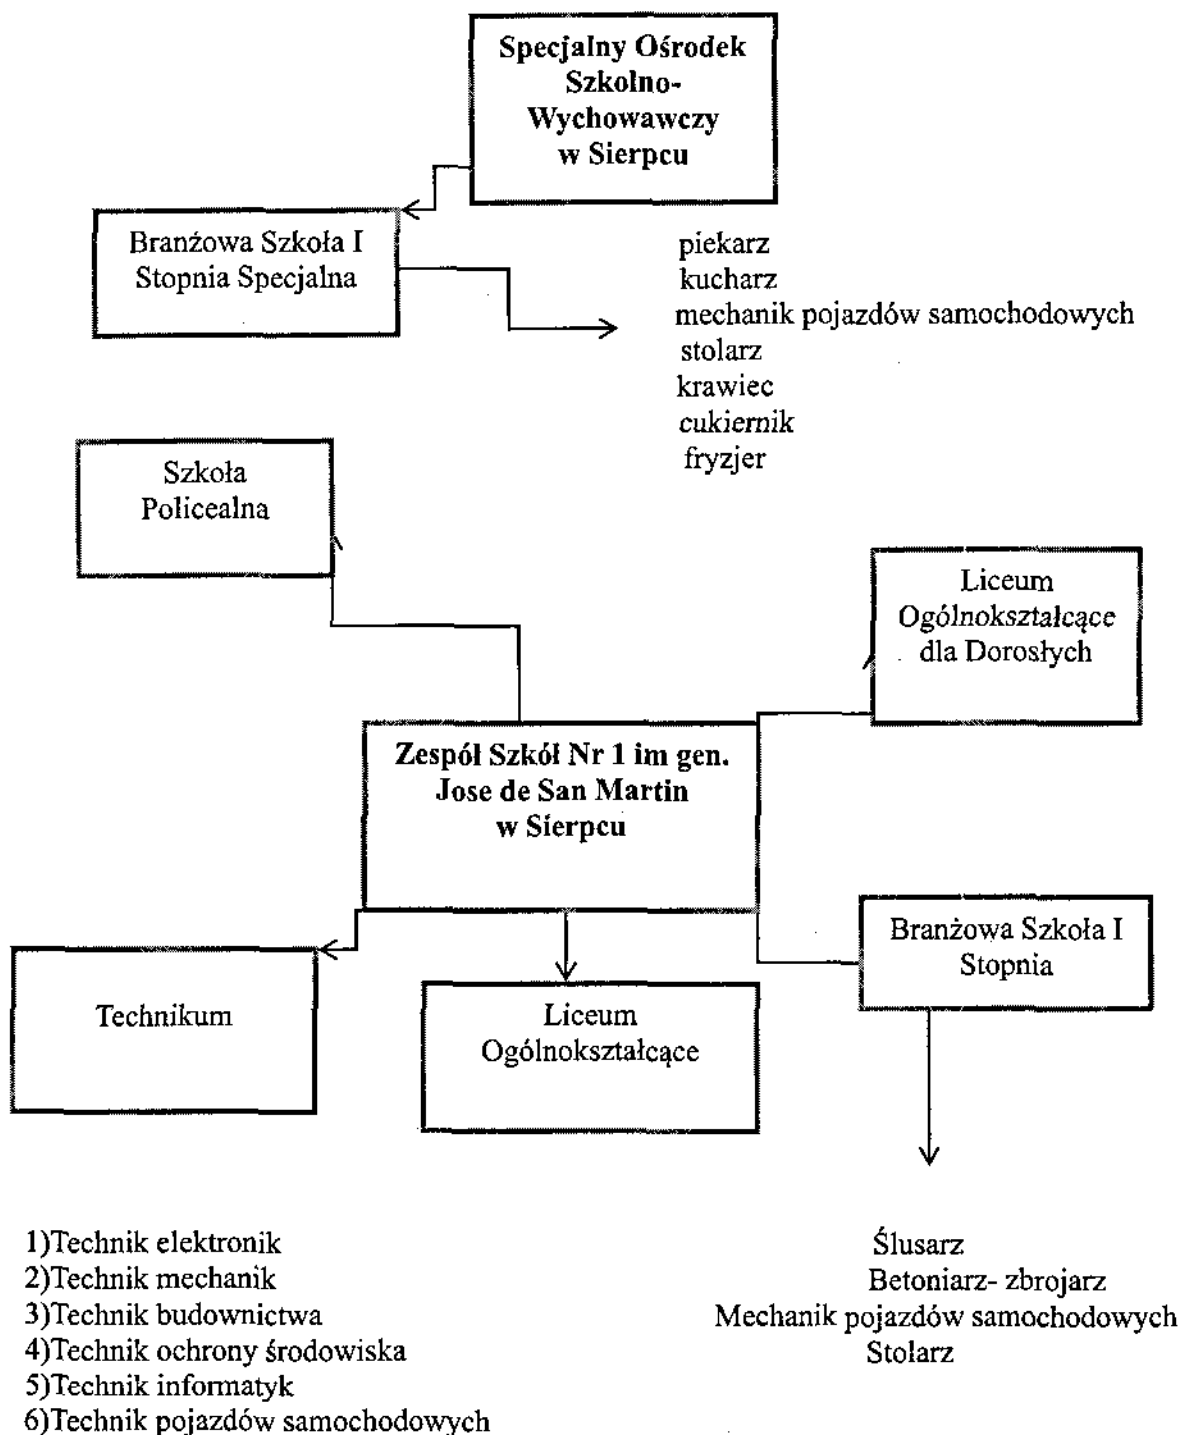 Specjalny Ośrodek
Szkolno-
Wychowawczy
w Sierpcu
Branżowa Szkoła I
Stopnia Specjalna
piekarz
kucharz
mechanik pojazdów samochodowych
stolarz
krawiec
cukiernik
fryzjer
Szkoła
Policealna
Liceum
Ogólnokształcące
dla Dorosłych
Zespół Szkół Nr 1 im gen.
Jose de San Martin
w Sierpcu
Branżowa Szkoła I
Stopnia
Technikum
Liceum
Ogólnokształcące
1)Technik elektronik
2)Technik mechanik
3)Technik budownictwa
4)Technik ochrony środowiska
5)Technik informatyk
6)Technik pojazdów samochodowych
Ślusarz
Betoniarz- zbrojarz
Mechanik pojazdów samochodowych
Stolarz